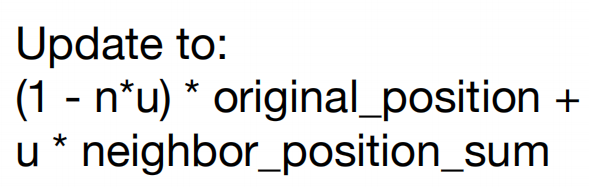 Update to:
(1 - n*u) * original_position +
u * neighbor_position_sum